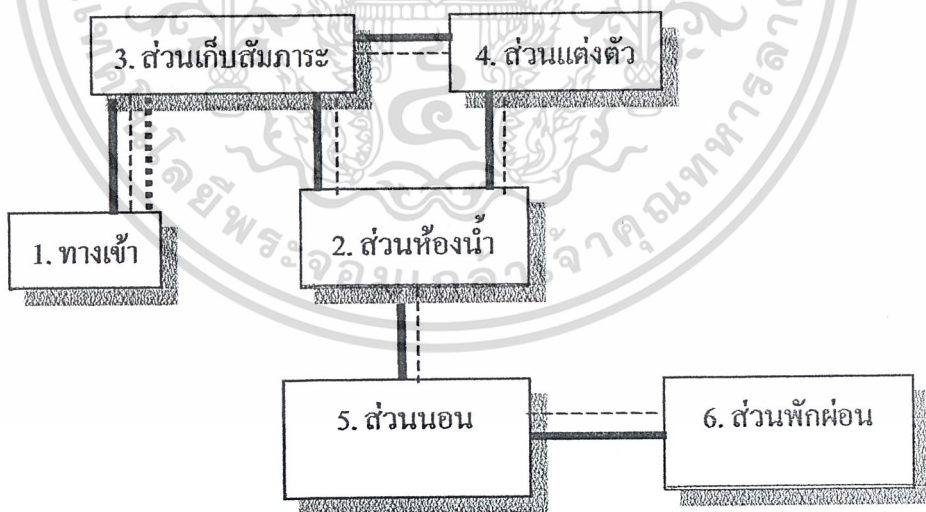 3. ส่วนเก็บสัมภาระ
4. ส่วนแต่งตัว
1. ทางเข้า
2. ส่วนห้องน้ำ
5. ส่วนนอน
6. ส่วนพักผ่อน